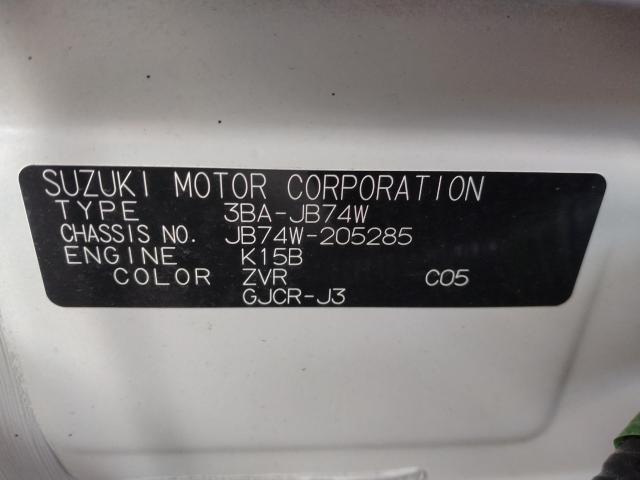 SUZUKI MOTOR CORPORATION
TYPE 3BA-JB74W
CHASSIS NO. JB74W-205285
ENGINE K15B
COLOR ZVR C05
GJCR-J3